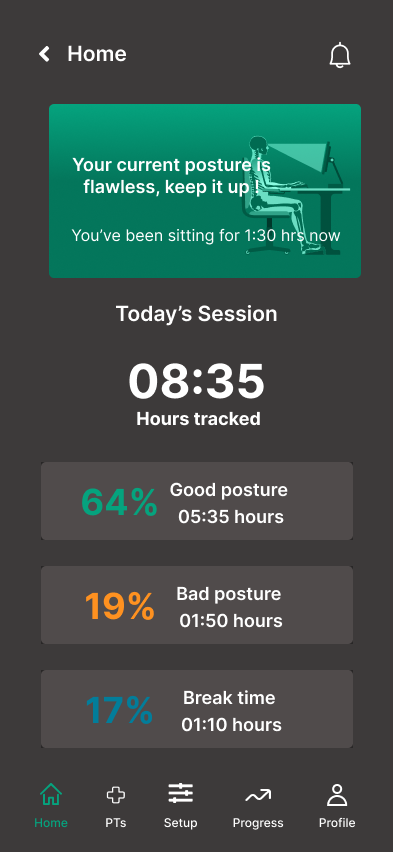 Home
Your current posture is
flawless, keep it up !
You've been sitting for 1:30 hrs now
Today's Session
08:35
Hours tracked
64%
Good posture
05:35 hours
19%
Bad posture
01:50 hours
17%
Break time
01:10 hours
Home PTs Setup Progress Profile